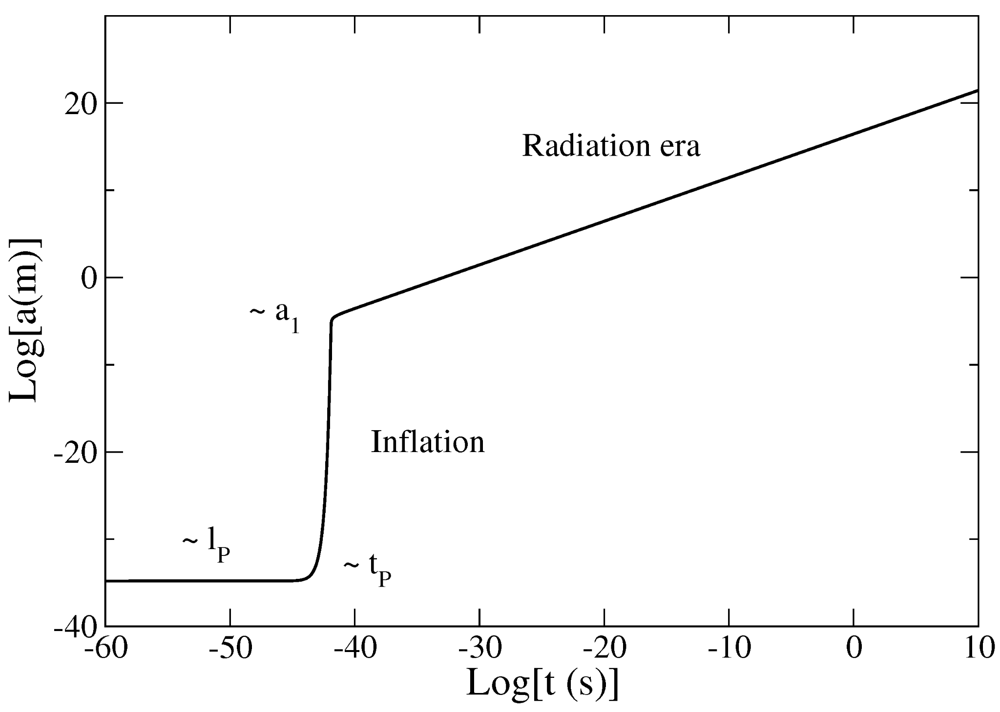 20
Radiation era
Log[a(m)]
0
~ a1
-20
Inflation
~ lP
~ tP
-40
-60 -50 -40 -30 -20 -10 0 10
Log[t (s)]